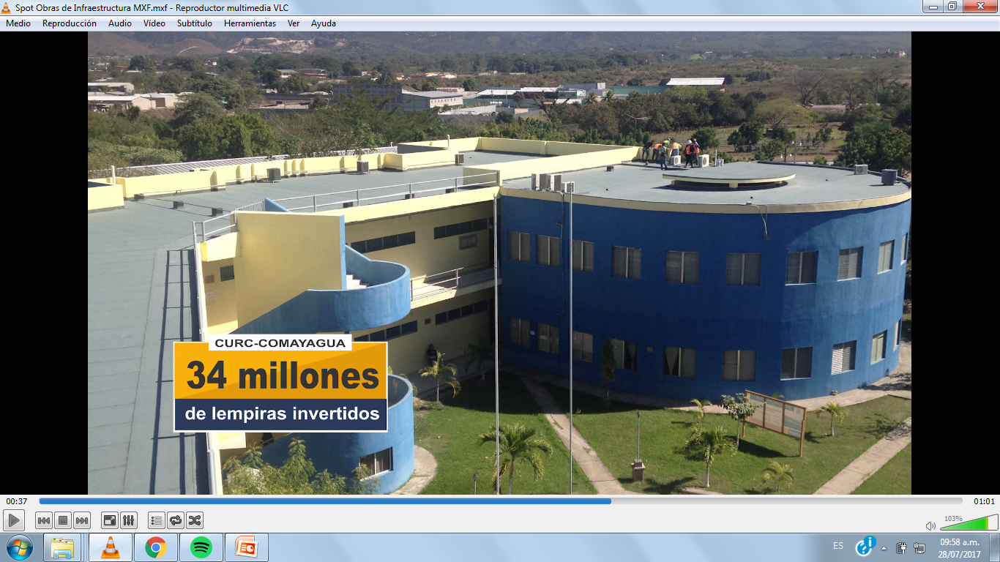 Spot Obras de Infraestructura MXF.mxf - Reproductor multimedia VLC
Medio Reproducción Audio Vídeo Subtítulo Herramientas Ver Ayuda
CURC-COMAYAGUA
34 millones
de lempiras invertidos
00:37 01:01
103%
ES 09:58 a.m.
28/07/2017